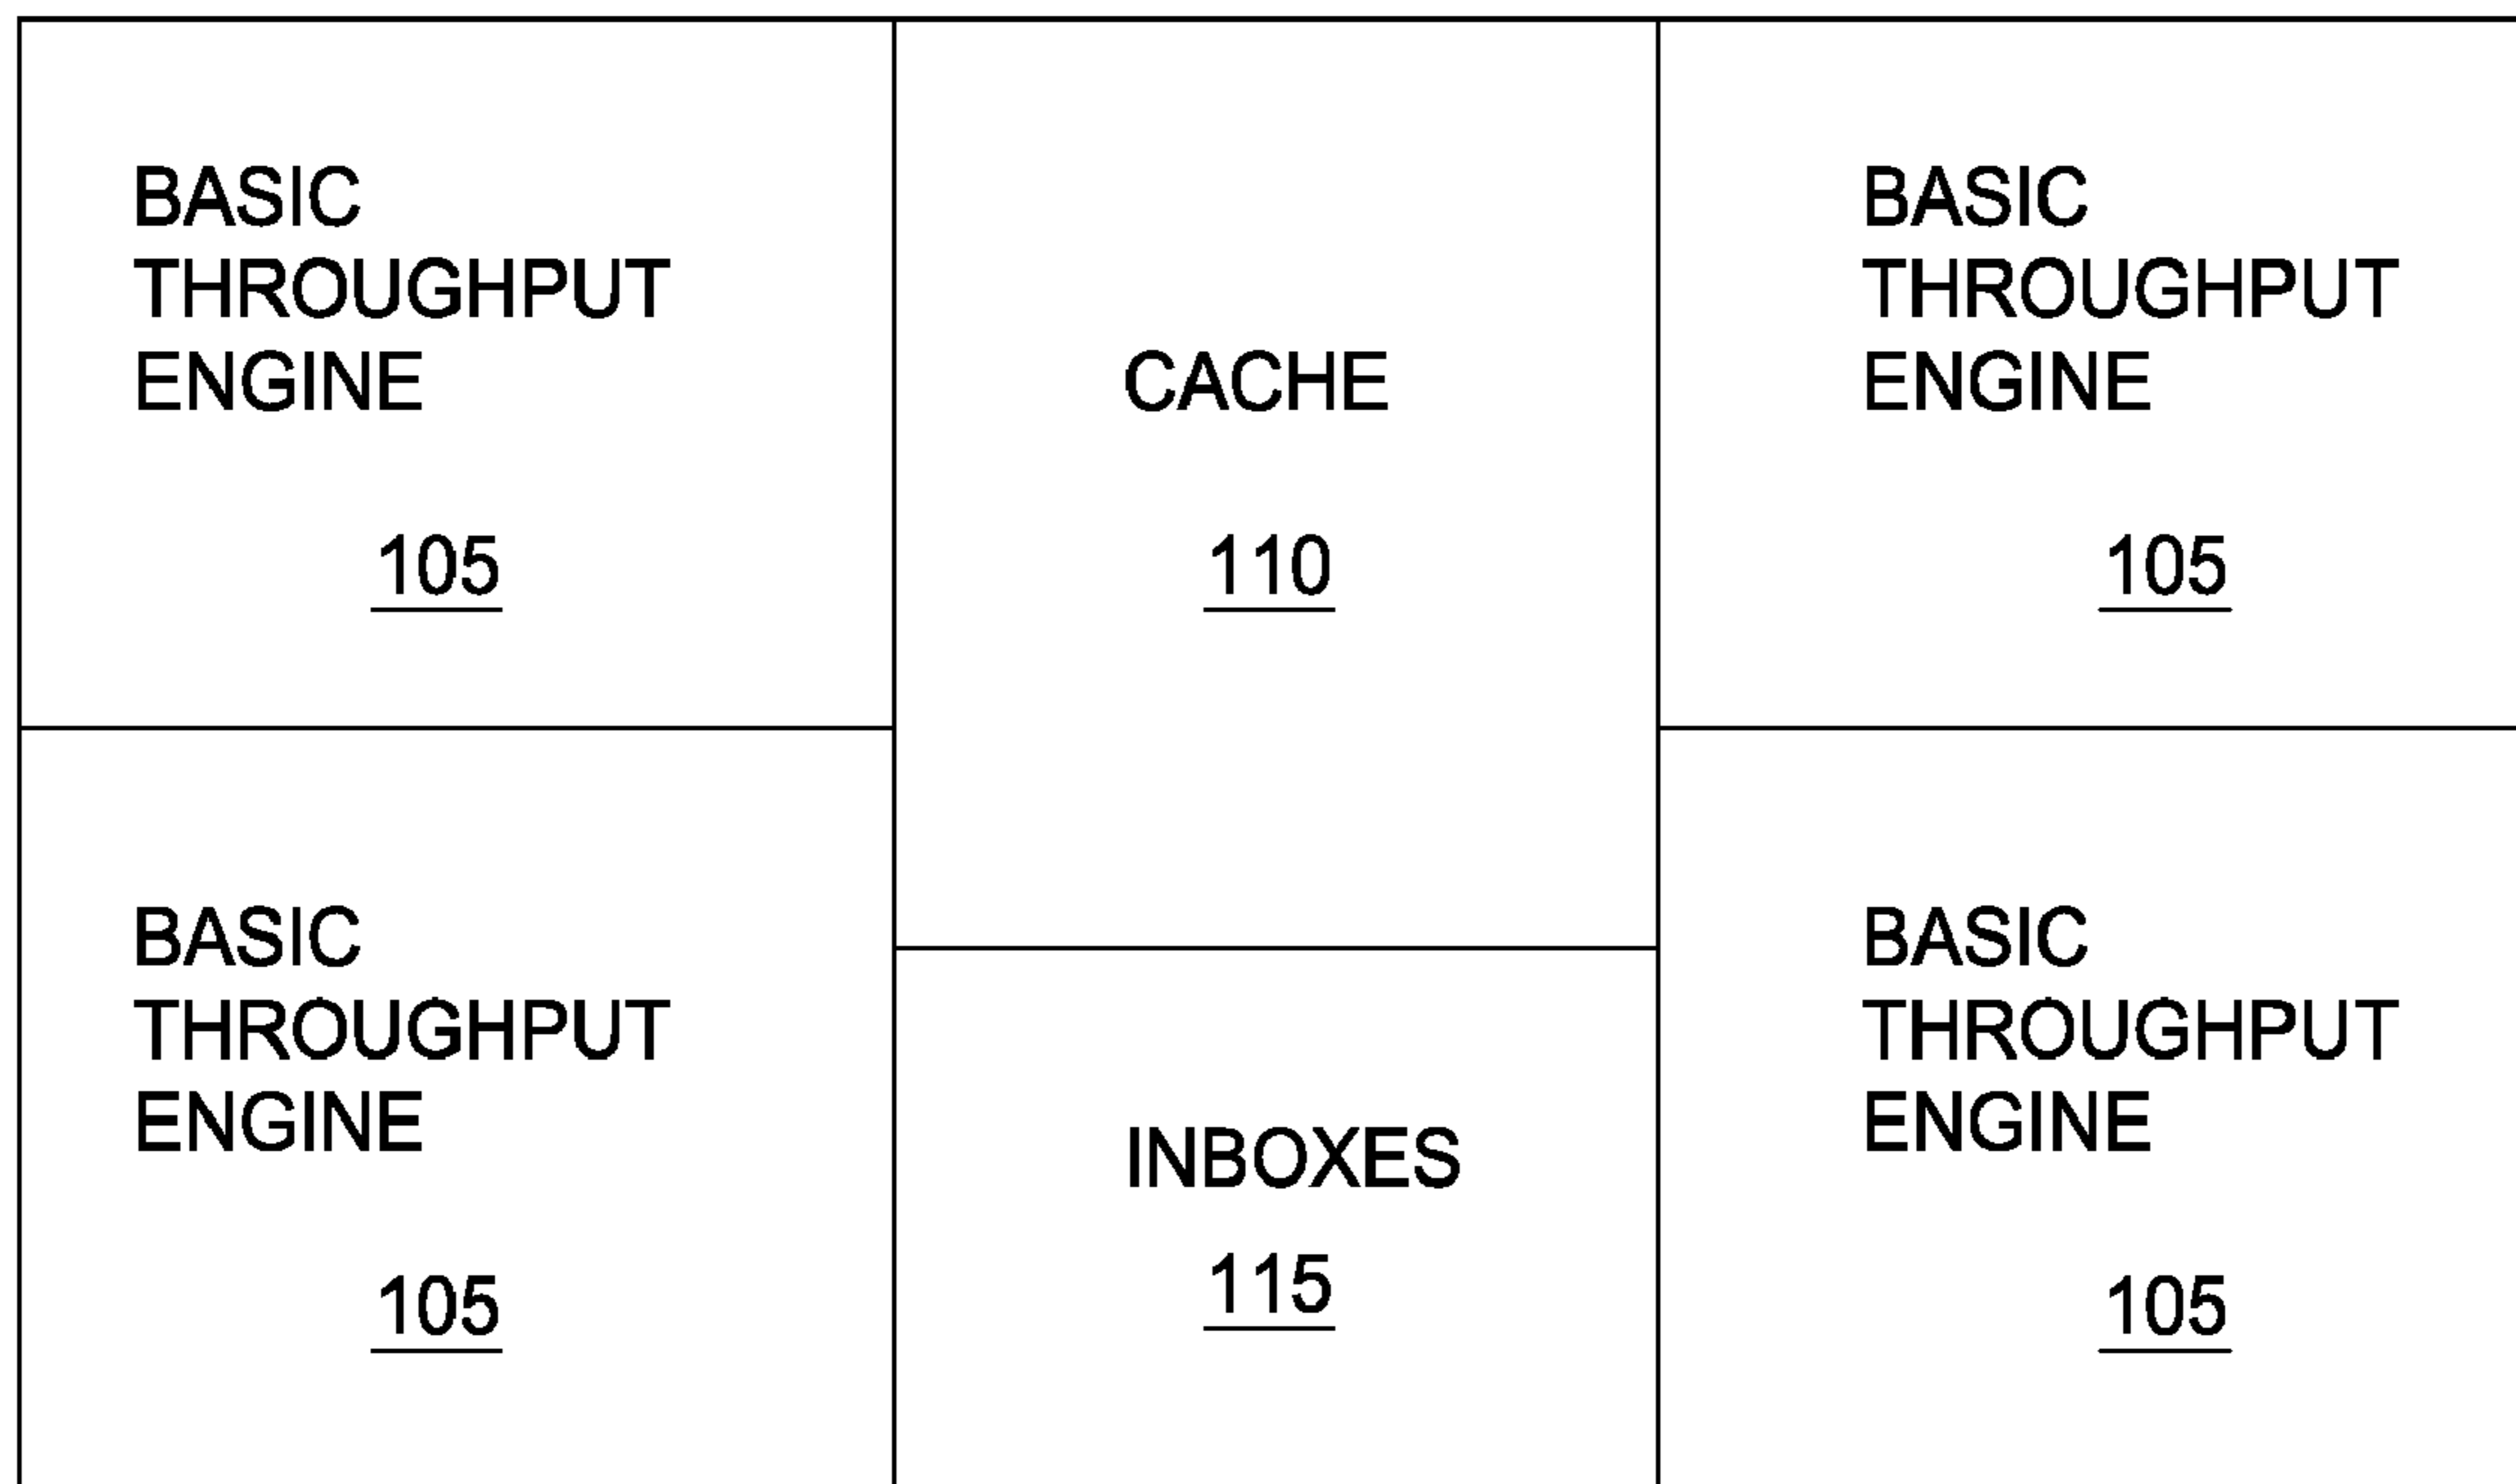 BASIC
THROUGHPUT
ENGINE
105
CACHE
110
BASIC
THROUGHPUT
ENGINE
105
BASIC
THROUGHPUT
ENGINE
105
INBOXES
115
BASIC
THROUGHPUT
ENGINE
105